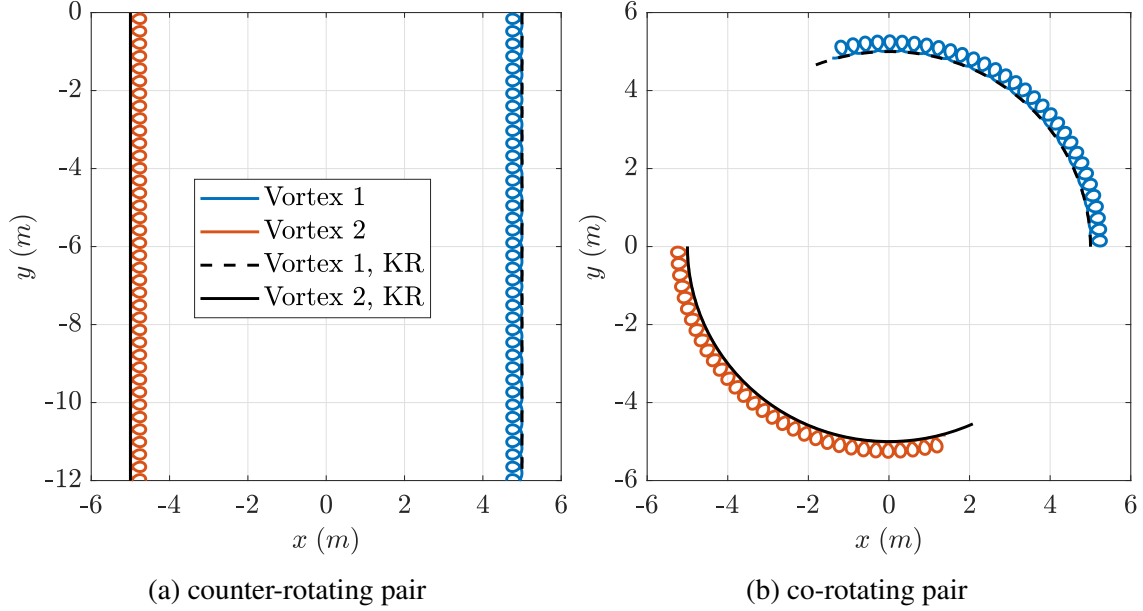 0
-2
-4
-6
-8
-10
-12
y (m)
-6 -4 -2 0 2 4 6
x (m)
Vortex 1
Vortex 2
Vortex 1, KR
Vortex 2, KR
(a) counter-rotating pair
6
4
2
0
-2
-4
-6
y (m)
-6 -4 -2 0 2 4 6
x (m)
(b) co-rotating pair